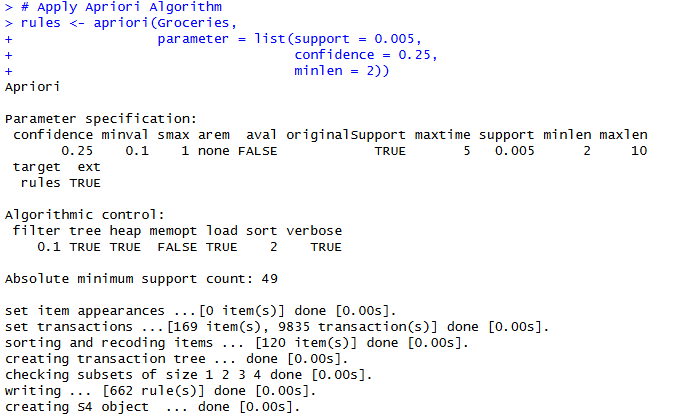 > # Apply Apriori Algorithm
> rules <- apriori(Groceries,
+                  parameter = list(support = 0.005,
+                                   confidence = 0.25,
+                                   minlen = 2))
Apriori

Parameter specification:
 confidence minval smax arem  aval originalSupport maxtime support minlen maxlen
       0.25    0.1    1 none FALSE            TRUE       5   0.005      2     10
 target  ext
  rules TRUE

Algorithmic control:
 filter tree heap memopt load sort verbose
    0.1 TRUE TRUE  FALSE TRUE    2    TRUE

Absolute minimum support count: 49

set item appearances ...[0 item(s)] done [0.00s].
set transactions ...[169 item(s), 9835 transaction(s)] done [0.00s].
sorting and recoding items ... [120 item(s)] done [0.00s].
creating transaction tree ... done [0.00s].
checking subsets of size 1 2 3 4 done [0.00s].
writing ... [662 rule(s)] done [0.00s].
creating S4 object  ... done [0.00s].